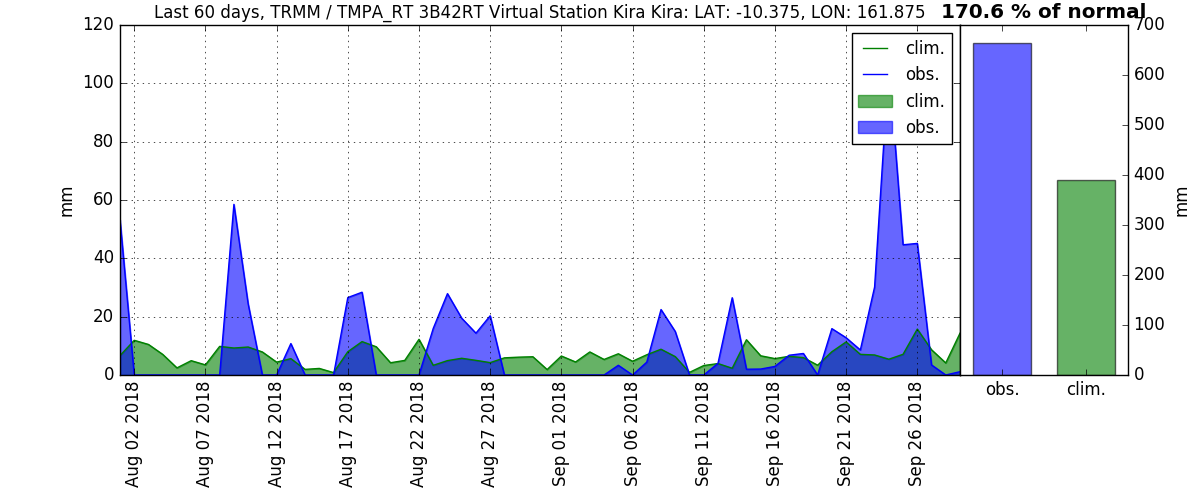 Last 60 days, TRMM / TMPA_RT 3B42RT Virtual Station Kira Kira: LAT: -10.375, LON: 161.875 170.6 % of normal
120
100
80
60
40
20
0
mm
clim.
obs.
clim.
obs.
700
600
500
400
300
200
100
0
mm
obs.
clim.
Aug 02 2018
Aug 07 2018
Aug 12 2018
Aug 17 2018
Aug 22 2018
Aug 27 2018
Sep 01 2018
Sep 06 2018
Sep 11 2018
Sep 16 2018
Sep 21 2018
Sep 26 2018